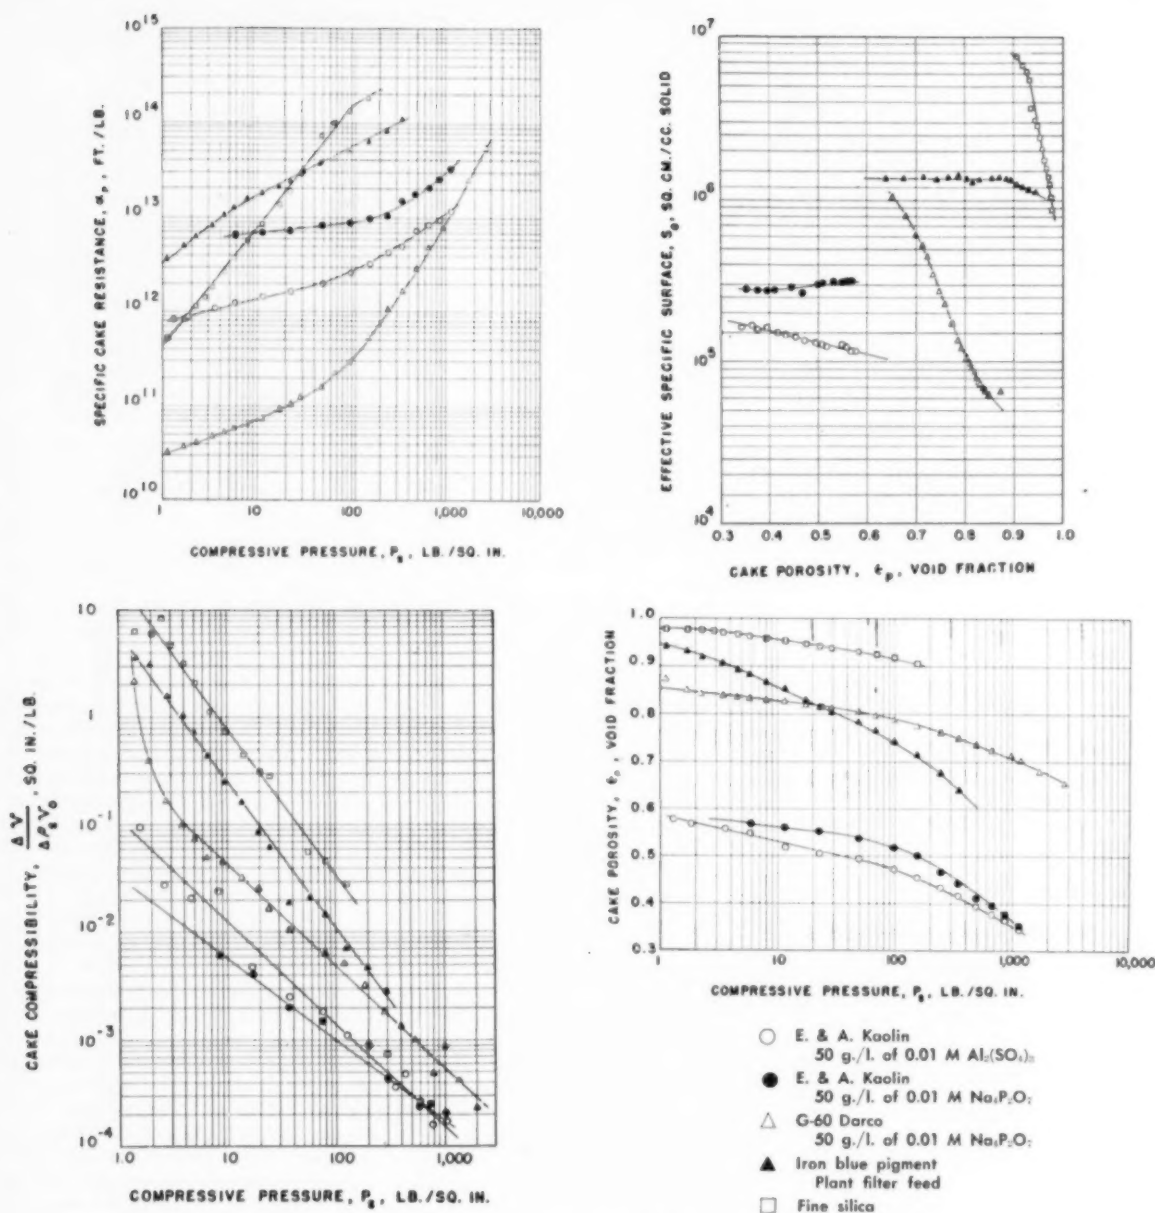 10¹⁵
10¹⁴
10¹³
10¹²
10¹¹
10¹⁰
SPECIFIC CAKE RESISTANCE, αₚ, FT./LB.
1 10 100 1,000 10,000
COMPRESSIVE PRESSURE, Pₛ, LB./SQ. IN.
10⁷
10⁶
10⁵
10⁴
EFFECTIVE SPECIFIC SURFACE, S₀, SQ. CM./CC. SOLID
0.3 0.4 0.5 0.6 0.7 0.8 0.9 1.0
CAKE POROSITY, εₚ, VOID FRACTION
10
1
10⁻¹
10⁻²
10⁻³
10⁻⁴
CAKE COMPRESSIBILITY, ΔV/ΔPₛV₀, SQ. IN./LB.
1.0 10 100 1,000
COMPRESSIVE PRESSURE, Pₛ, LB./SQ. IN.
1.0
0.9
0.8
0.7
0.6
0.5
0.4
0.3
CAKE POROSITY, εₚ, VOID FRACTION
1 10 100 1,000 10,000
COMPRESSIVE PRESSURE, Pₛ, LB./SQ. IN.
E. & A. Kaolin
50 g./l. of 0.01 M Al₂(SO₄)₃
E. & A. Kaolin
50 g./l. of 0.01 M Na₄P₂O₇
G-60 Darco
50 g./l. of 0.01 M Na₄P₂O₇
Iron blue pigment
Plant filter feed
Fine silica